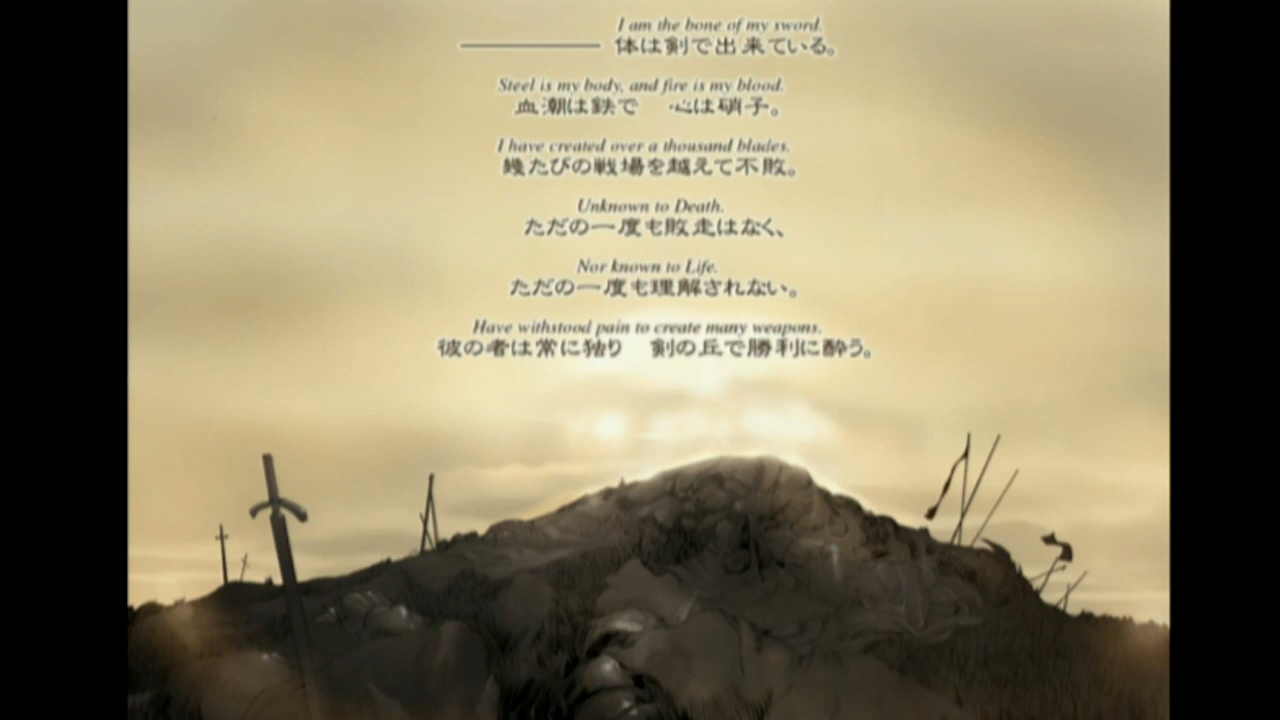 I am the bone of my sword.
―――― 体は剣で出来ている。
Steel is my body, and fire is my blood.
血潮は鉄で　心は硝子。
I have created over a thousand blades.
幾たびの戦場を越えて不敗。
Unknown to Death.
ただの一度も敗走はなく、
Nor known to Life.
ただの一度も理解されない。
Have withstood pain to create many weapons.
彼の者は常に独り　剣の丘で勝利に酔う。